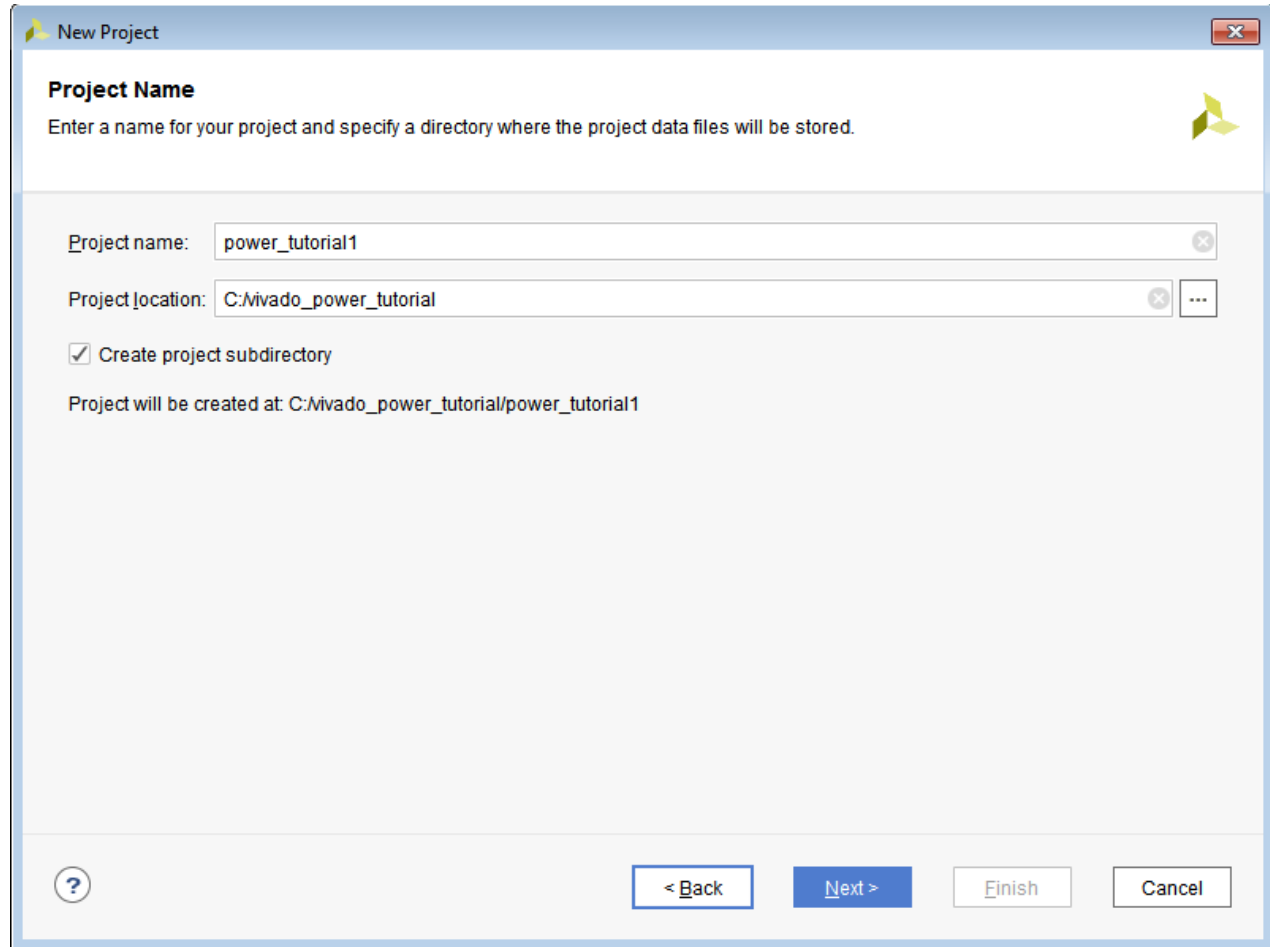 New Project
Project Name
Enter a name for your project and specify a directory where the project data files will be stored.
Project name: power_tutorial1
Project location: C:/vivado_power_tutorial ...
Create project subdirectory
Project will be created at: C:/vivado_power_tutorial/power_tutorial1
? < Back Next > Finish Cancel